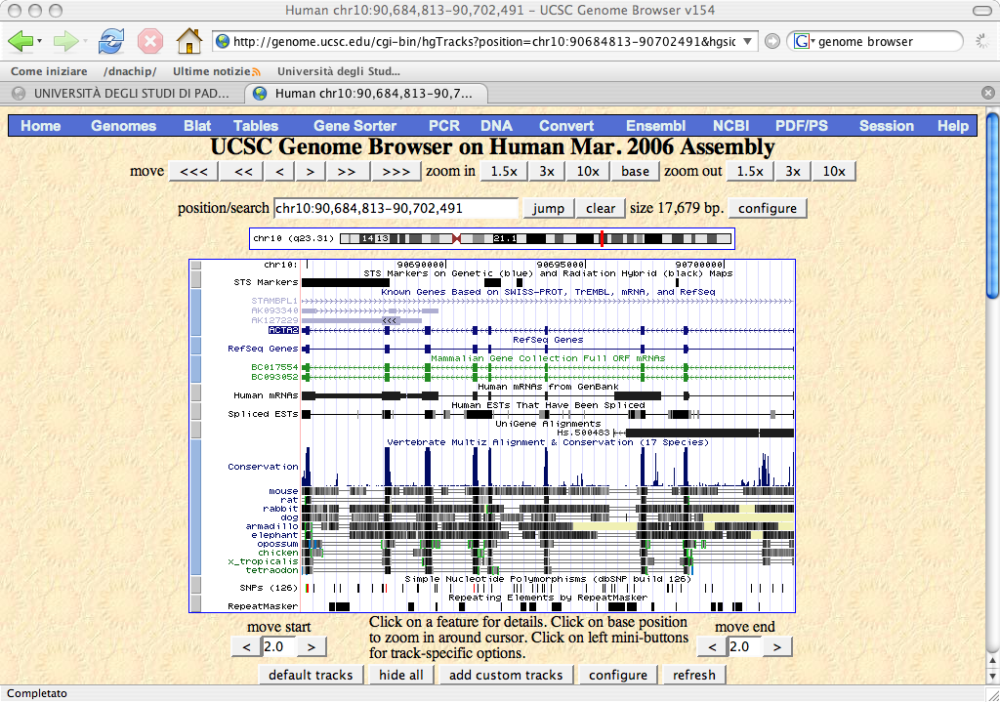 Human chr10:90,684,813-90,702,491 - UCSC Genome Browser v154
http://genome.ucsc.edu/cgi-bin/hgTracks?position=chr10:90684813-90702491&hgsic
G genome browser
Come iniziare /dnachip/ Ultime notizie Università degli Stud...
UNIVERSITÀ DEGLI STUDI DI PAD... Human chr10:90,684,813-90,7...
Home Genomes Blat Tables Gene Sorter PCR DNA Convert Ensembl NCBI PDF/PS Session Help
UCSC Genome Browser on Human Mar. 2006 Assembly
move <<< << < > >> >>> zoom in 1.5x 3x 10x base zoom out 1.5x 3x 10x
position/search chr10:90,684,813-90,702,491 jump clear size 17,679 bp. configure
chr10 (q23.31) 14 13 21.1
chr10: 90690000| 90695000| 90700000|
STS Markers on Genetic (blue) and Radiation Hybrid (black) Maps
STS Markers
Known Genes Based on SWISS-PROT, TrEMBL, mRNA, and RefSeq
STAMBPL1
AK093340
AK127229
ACTA2
RefSeq Genes
RefSeq Genes
Mammalian Gene Collection Full ORF mRNAs
BC017554
BC093052
Human mRNAs from GenBank
Human mRNAs
Human ESTs That Have Been Spliced
Spliced ESTs
UniGene Alignments
Hs.500483
Vertebrate Multiz Alignment & Conservation (17 Species)
Conservation
mouse
rat
rabbit
dog
armadillo
elephant
opossum
chicken
x_tropicalis
tetraodon
Simple Nucleotide Polymorphisms (dbSNP build 126)
SNPs (126)
Repeating Elements by RepeatMasker
RepeatMasker
move start
< 2.0 >
Click on a feature for details. Click on base position
to zoom in around cursor. Click on left mini-buttons
for track-specific options.
move end
< 2.0 >
default tracks hide all add custom tracks configure refresh
Completato